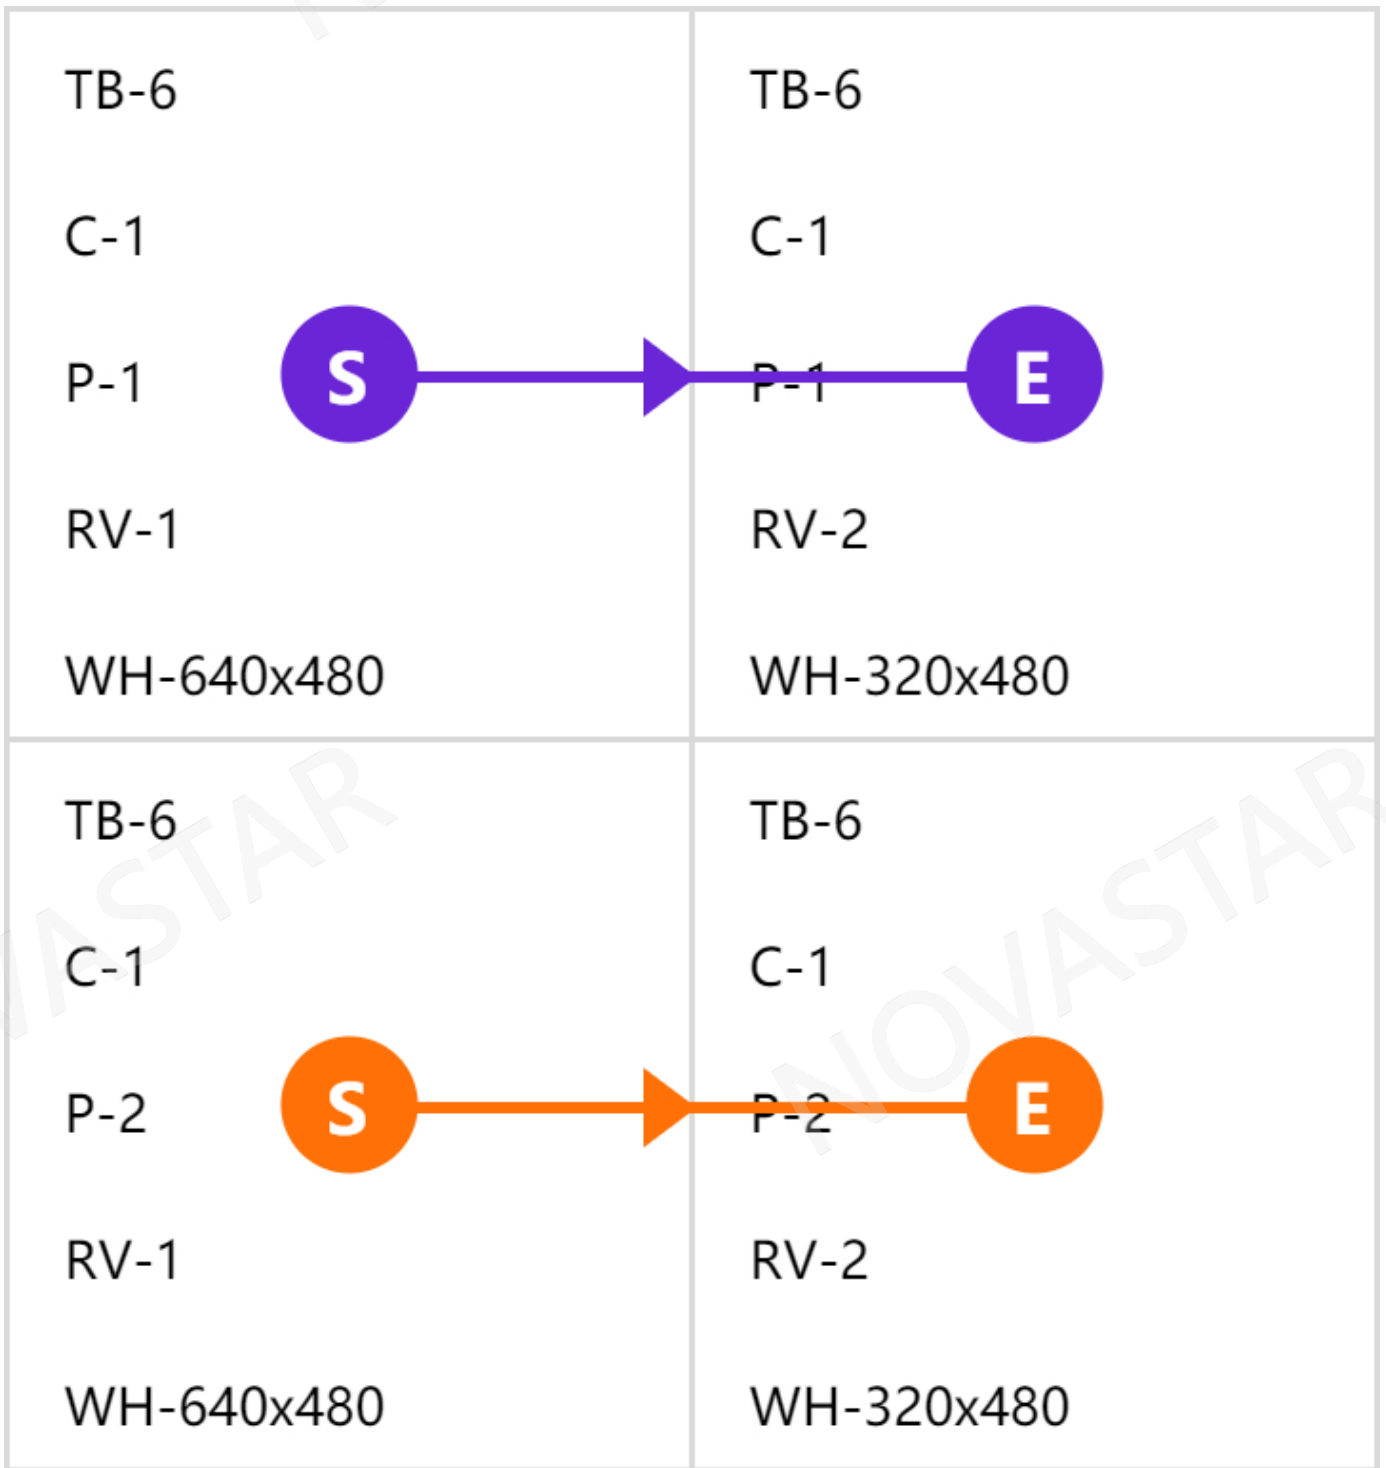 TB-6
C-1
P-1
RV-1
WH-640x480
S
TB-6
C-1
P-1
RV-2
WH-320x480
E
TB-6
C-1
P-2
RV-1
WH-640x480
S
TB-6
C-1
P-2
RV-2
WH-320x480
E
NOVASTAR